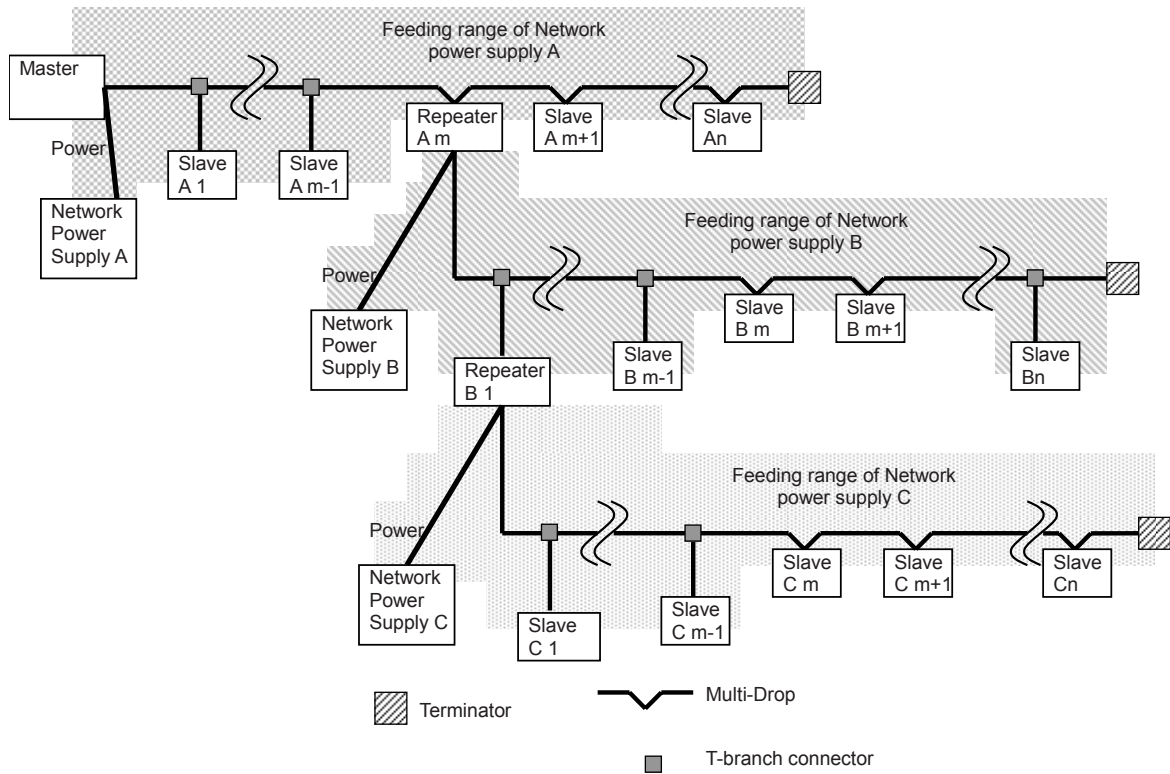 Feeding range of Network
power supply A
Master
Repeater
A m
Slave
A m+1
Slave
An
Power
Slave
A 1
Slave
A m-1
Network
Power
Supply A
Feeding range of Network
power supply B
Power
Slave
B m
Slave
B m+1
Network
Power
Supply B
Slave
B m-1
Slave
Bn
Repeater
B 1
Feeding range of Network
power supply C
Power
Slave
C m
Slave
C m+1
Slave
Cn
Network
Power
Supply C
Slave
C 1
Slave
C m-1
Terminator
Multi-Drop
T-branch connector